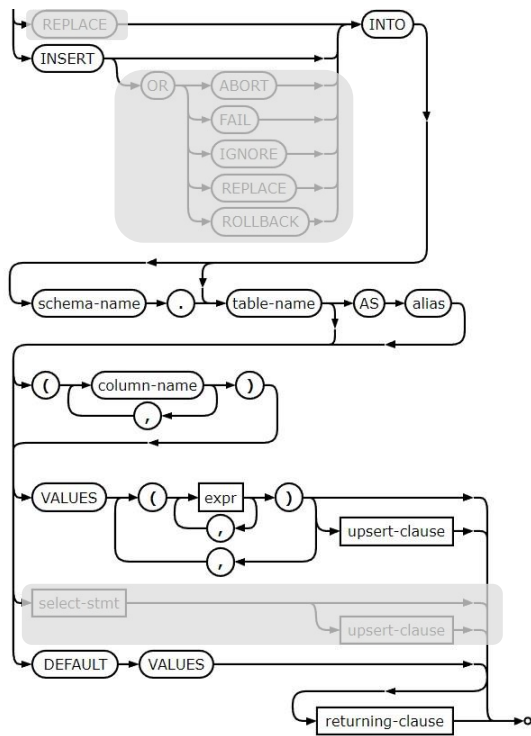 REPLACE INTO
INSERT
OR ABORT
FAIL
IGNORE
REPLACE
ROLLBACK
schema-name . table-name AS alias
( column-name )
,
VALUES ( expr )
upsert-clause
,
,
select-stmt
upsert-clause
DEFAULT VALUES
returning-clause